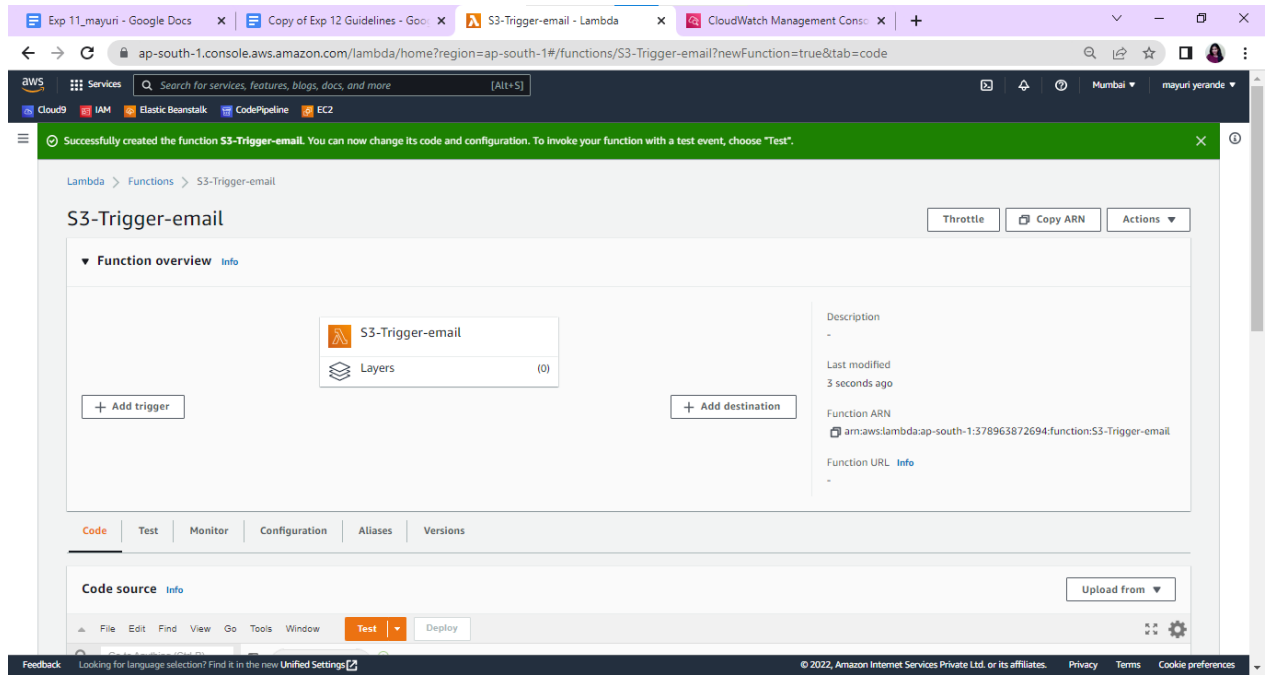 Exp 11_mayuri - Google Docs
Copy of Exp 12 Guidelines - Goo
S3-Trigger-email - Lambda
CloudWatch Management Conso
ap-south-1.console.aws.amazon.com/lambda/home?region=ap-south-1#/functions/S3-Trigger-email?newFunction=true&tab=code
aws
Services
Search for services, features, blogs, docs, and more
[Alt+S]
Mumbai
mayuri yerande
Cloud9
IAM
Elastic Beanstalk
CodePipeline
EC2
Successfully created the function S3-Trigger-email. You can now change its code and configuration. To invoke your function with a test event, choose "Test".
Lambda > Functions > S3-Trigger-email
S3-Trigger-email
Throttle
Copy ARN
Actions
Function overview Info
S3-Trigger-email
Layers
(0)
+ Add trigger
+ Add destination
Description
-
Last modified
3 seconds ago
Function ARN
arn:aws:lambda:ap-south-1:378963872694:function:S3-Trigger-email
Function URL Info
-
Code
Test
Monitor
Configuration
Aliases
Versions
Code source Info
Upload from
File Edit Find View Go Tools Window
Test
Deploy
Feedback
Looking for language selection? Find it in the new Unified Settings
© 2022, Amazon Internet Services Private Ltd. or its affiliates.
Privacy
Terms
Cookie preferences